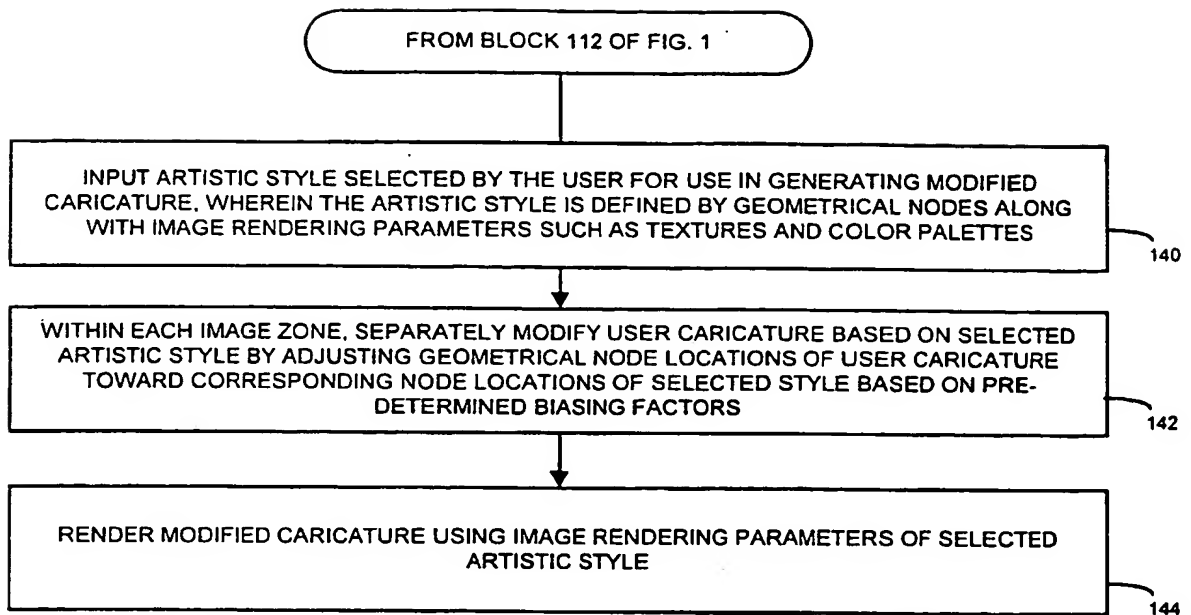 FROM BLOCK 112 OF FIG. 1
INPUT ARTISTIC STYLE SELECTED BY THE USER FOR USE IN GENERATING MODIFIED
CARICATURE, WHEREIN THE ARTISTIC STYLE IS DEFINED BY GEOMETRICAL NODES ALONG
WITH IMAGE RENDERING PARAMETERS SUCH AS TEXTURES AND COLOR PALETTES
140
WITHIN EACH IMAGE ZONE, SEPARATELY MODIFY USER CARICATURE BASED ON SELECTED
ARTISTIC STYLE BY ADJUSTING GEOMETRICAL NODE LOCATIONS OF USER CARICATURE
TOWARD CORRESPONDING NODE LOCATIONS OF SELECTED STYLE BASED ON PRE-
DETERMINED BIASING FACTORS
142
RENDER MODIFIED CARICATURE USING IMAGE RENDERING PARAMETERS OF SELECTED
ARTISTIC STYLE
144